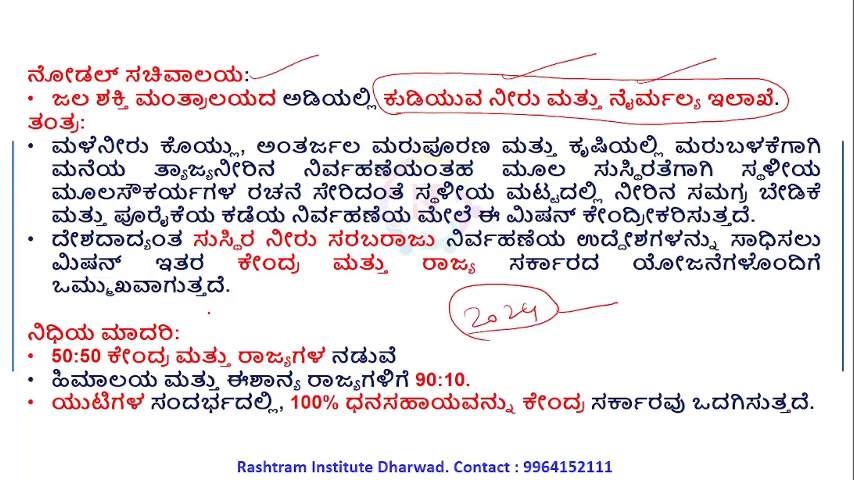 ನೋಡಲ್ ಸಚಿವಾಲಯ:
• ಜಲ ಶಕ್ತಿ ಮಂತ್ರಾಲಯದ ಅಡಿಯಲ್ಲಿ ಕುಡಿಯುವ ನೀರು ಮತ್ತು ನೈರ್ಮಲ್ಯ ಇಲಾಖೆ.
ತಂತ್ರ:
• ಮಳೆನೀರು ಕೊಯ್ಲು, ಅಂತರ್ಜಲ ಮರುಪೂರಣ ಮತ್ತು ಕೃಷಿಯಲ್ಲಿ ಮರುಬಳಕೆಗಾಗಿ
ಮನೆಯ ತ್ಯಾಜ್ಯನೀರಿನ ನಿರ್ವಹಣೆಯಂತಹ ಮೂಲ ಸುಸ್ಥಿರತೆಗಾಗಿ ಸ್ಥಳೀಯ
ಮೂಲಸೌಕರ್ಯಗಳ ರಚನೆ ಸೇರಿದಂತೆ ಸ್ಥಳೀಯ ಮಟ್ಟದಲ್ಲಿ ನೀರಿನ ಸಮಗ್ರ ಬೇಡಿಕೆ
ಮತ್ತು ಪೂರೈಕೆಯ ಕಡೆಯ ನಿರ್ವಹಣೆಯ ಮೇಲೆ ಈ ಮಿಷನ್ ಕೇಂದ್ರೀಕರಿಸುತ್ತದೆ.
• ದೇಶದಾದ್ಯಂತ ಸುಸ್ಥಿರ ನೀರು ಸರಬರಾಜು ನಿರ್ವಹಣೆಯ ಉದ್ದೇಶಗಳನ್ನು ಸಾಧಿಸಲು
ಮಿಷನ್ ಇತರ ಕೇಂದ್ರ ಮತ್ತು ರಾಜ್ಯ ಸರ್ಕಾರದ ಯೋಜನೆಗಳೊಂದಿಗೆ
ಒಮ್ಮುಖವಾಗುತ್ತದೆ.
2024
ನಿಧಿಯ ಮಾದರಿ:
• 50:50 ಕೇಂದ್ರ ಮತ್ತು ರಾಜ್ಯಗಳ ನಡುವೆ
• ಹಿಮಾಲಯ ಮತ್ತು ಈಶಾನ್ಯ ರಾಜ್ಯಗಳಿಗೆ 90:10.
• ಯುಟಿಗಳ ಸಂದರ್ಭದಲ್ಲಿ, 100% ಧನಸಹಾಯವನ್ನು ಕೇಂದ್ರ ಸರ್ಕಾರವು ಒದಗಿಸುತ್ತದೆ.
Rashtram Institute Dharwad. Contact : 9964152111